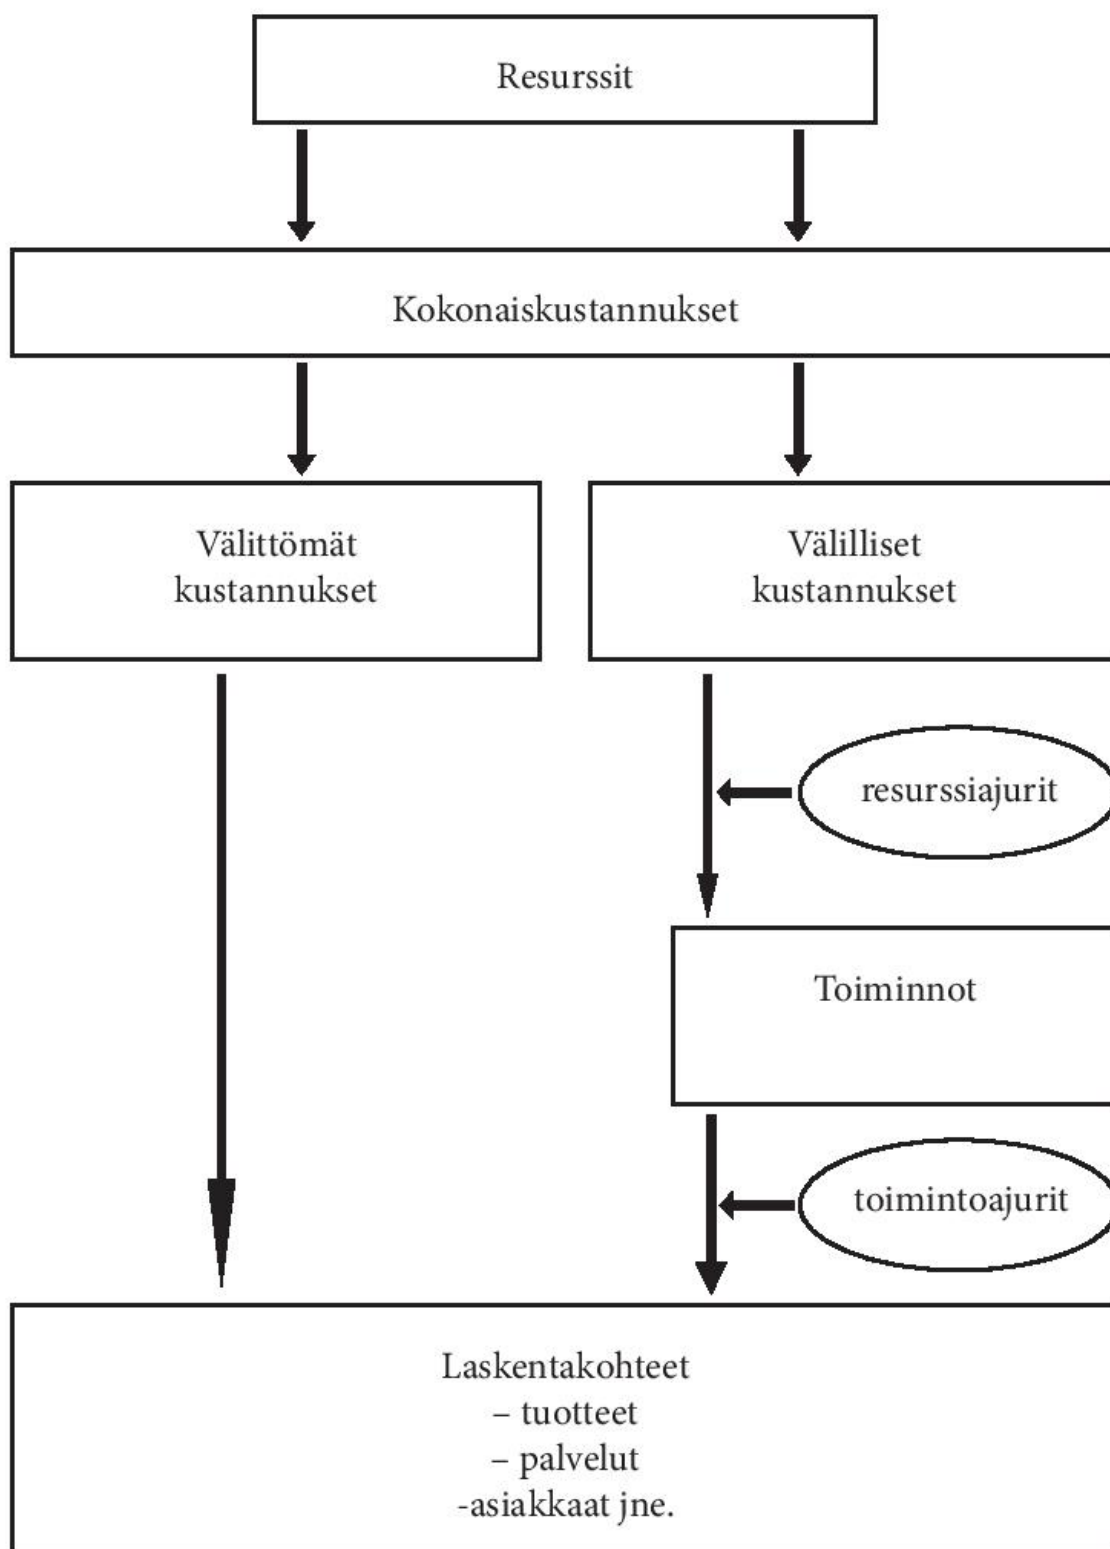 Resurssit
Kokonaiskustannukset
Välittömät
kustannukset
Välilliset
kustannukset
resurssiajurit
Toiminnot
toimintoajurit
Laskentakohteet
– tuotteet
– palvelut
-asiakkaat jne.